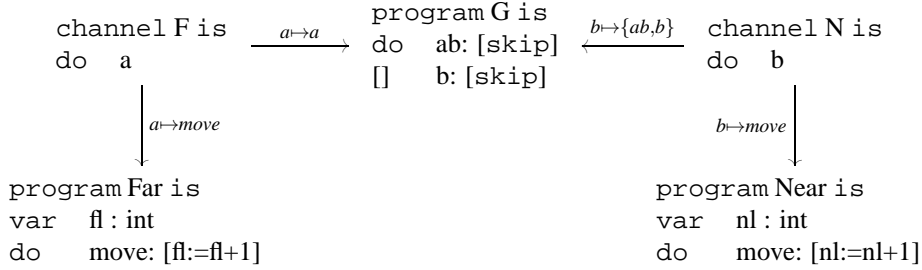 channel F is
do a
a↦a
program G is
do ab: [skip]
[] b: [skip]
b↦{ab,b}
channel N is
do b
a↦move
b↦move
program Far is
var fl : int
do move: [fl:=fl+1]
program Near is
var nl : int
do move: [nl:=nl+1]